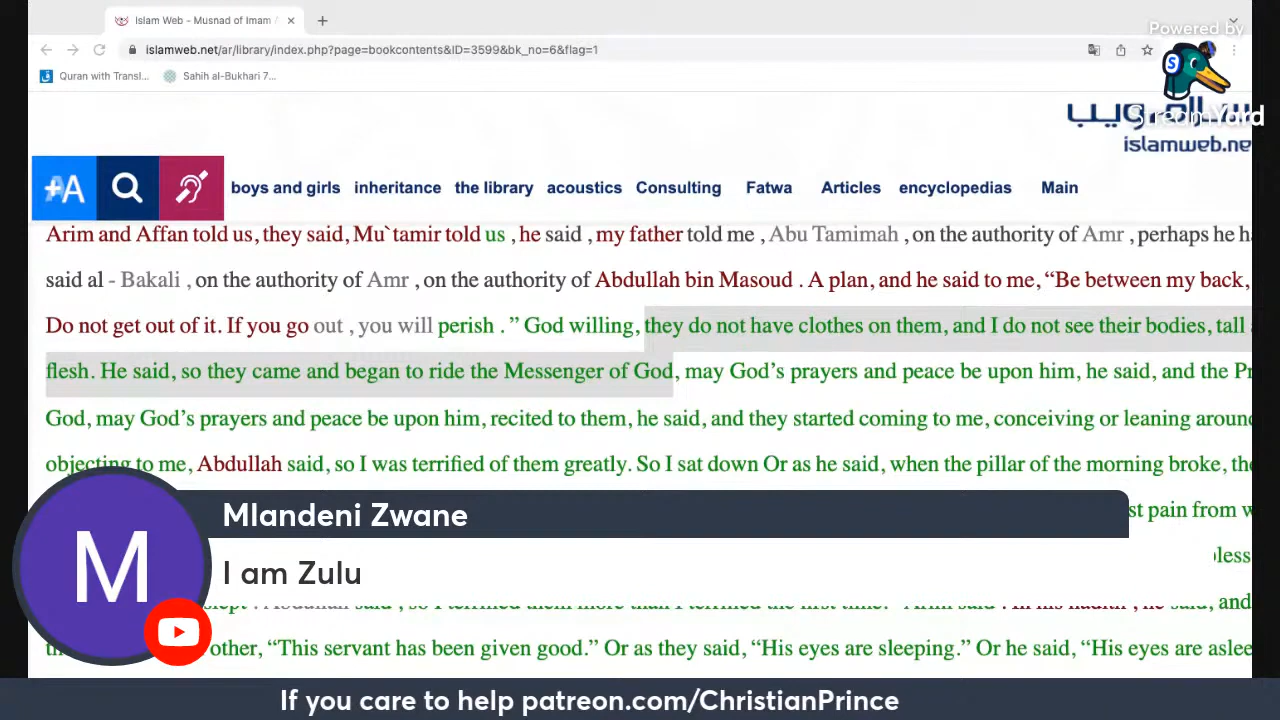 Islam Web - Musnad of Imam
Powered by
islamweb.net/ar/library/index.php?page=bookcontents&ID=3599&bk_no=6&flag=1
Quran with Transl...
Sahih al-Bukhari 7...
StreamYard
islamweb.ne
+A
boys and girls inheritance the library acoustics Consulting Fatwa Articles encyclopedias Main
Arim and Affan told us, they said, Mu`tamir told us , he said , my father told me , Abu Tamimah , on the authority of Amr , perhaps he
said al - Bakali , on the authority of Amr , on the authority of Abdullah bin Masoud . A plan, and he said to me, “Be between my back,
Do not get out of it. If you go out , you will perish . ” God willing, they do not have clothes on them, and I do not see their bodies, tall
flesh. He said, so they came and began to ride the Messenger of God, may God’s prayers and peace be upon him, he said, and the
God, may God’s prayers and peace be upon him, recited to them, he said, and they started coming to me, conceiving or leaning
objecting to me, Abdullah said, so I was terrified of them greatly. So I sat down Or as he said, when the pillar of the morning broke,
M
Mlandeni Zwane
st pain from
I am Zulu
said, and
other, “This servant has been given good.” Or as they said, “His eyes are sleeping.” Or he said, “His eyes are
If you care to help patreon.com/ChristianPrince